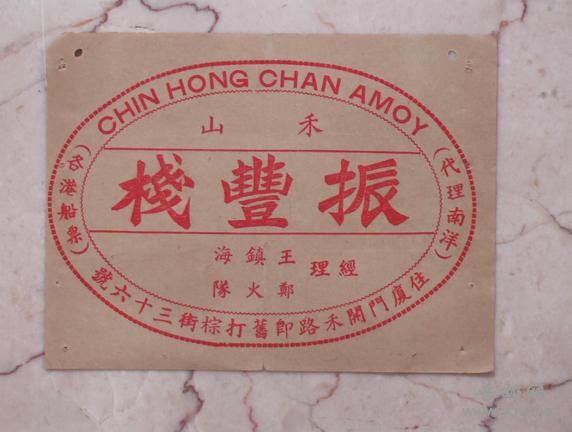 CHIN HONG CHAN AMOY
禾山
振豐棧
(代理南洋)
(香港船票)
經理
王鎮海
鄭火隊
住廈門開禾路即舊打棕街三十六號